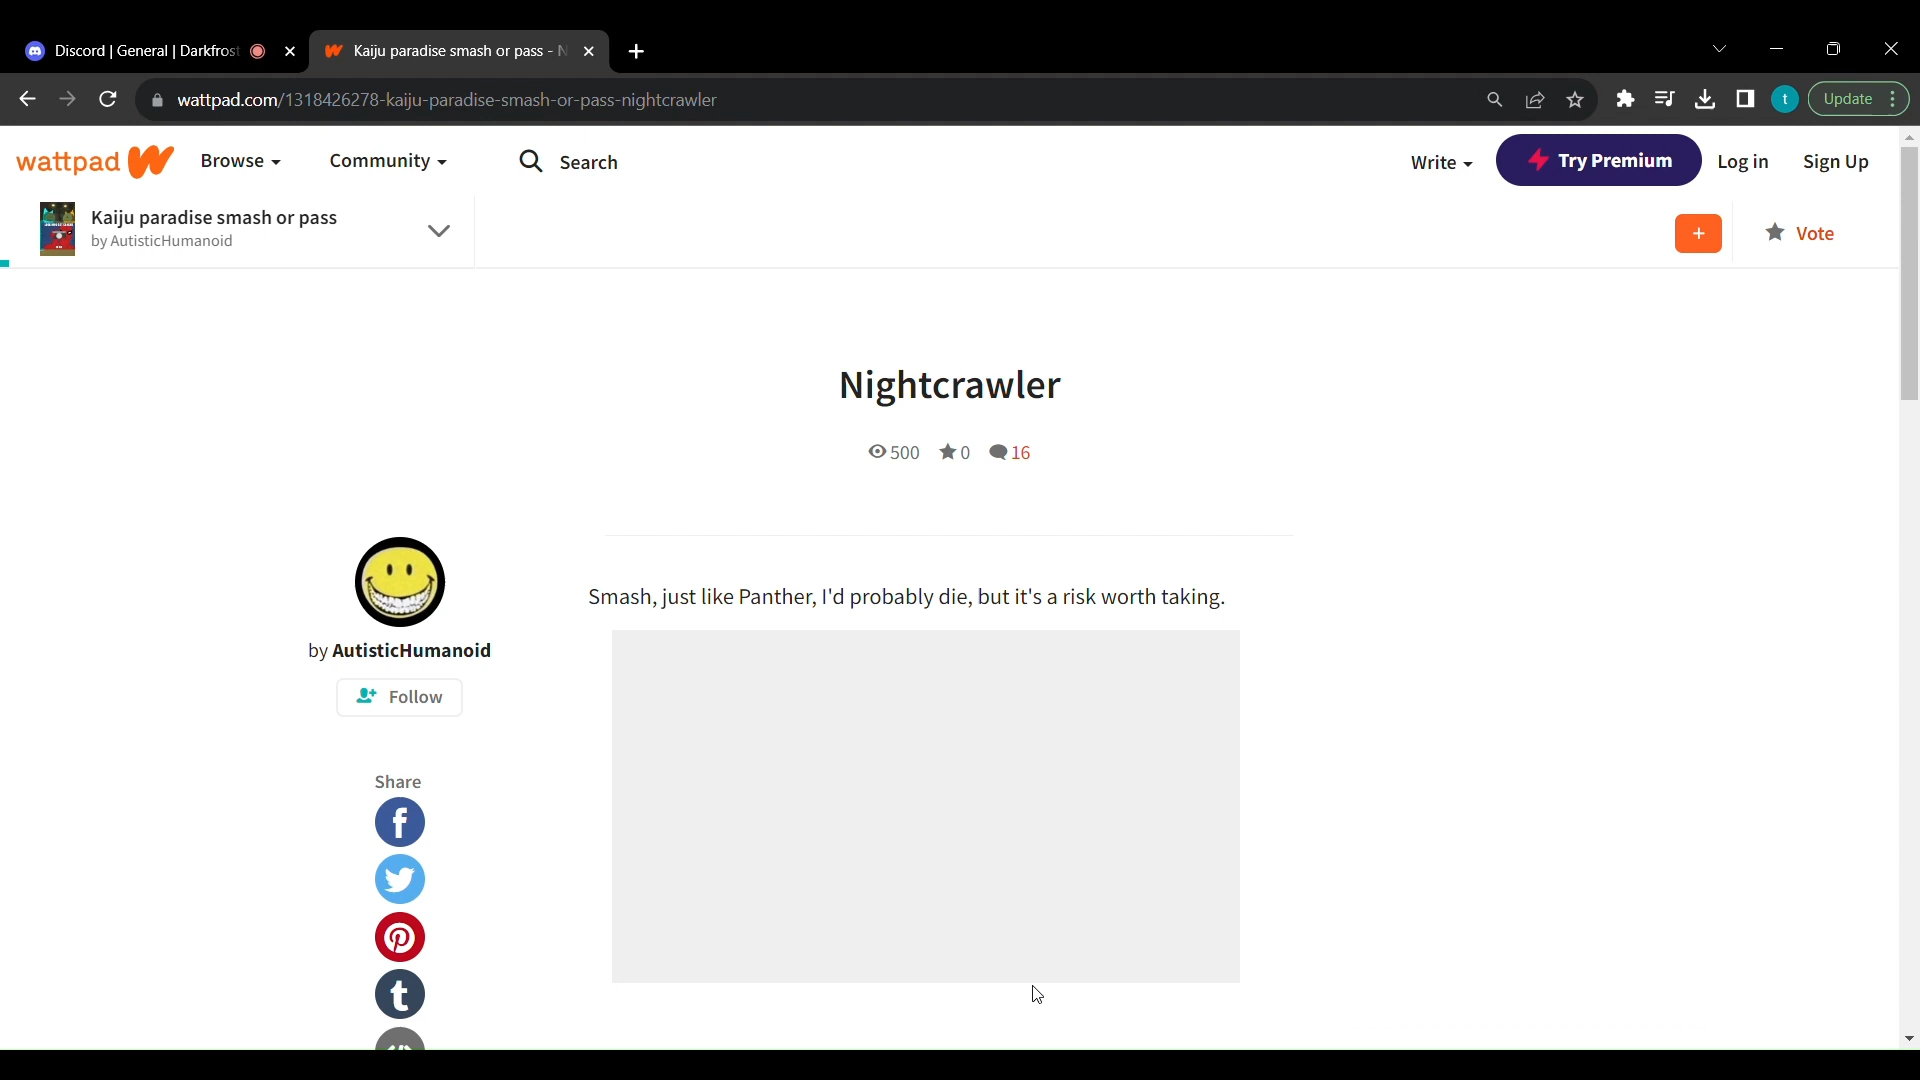 Discord | General | Darkfrost
Kaiju paradise smash or pass - N
wattpad.com/1318426278-kaiju-paradise-smash-or-pass-nightcrawler
t
Update
wattpad
Browse
Community
Search
Write
Try Premium
Log in
Sign Up
Kaiju paradise smash or pass
by AutisticHumanoid
+
Vote
Nightcrawler
500 0 16
Smash, just like Panther, I'd probably die, but it's a risk worth taking.
by AutisticHumanoid
Follow
Share